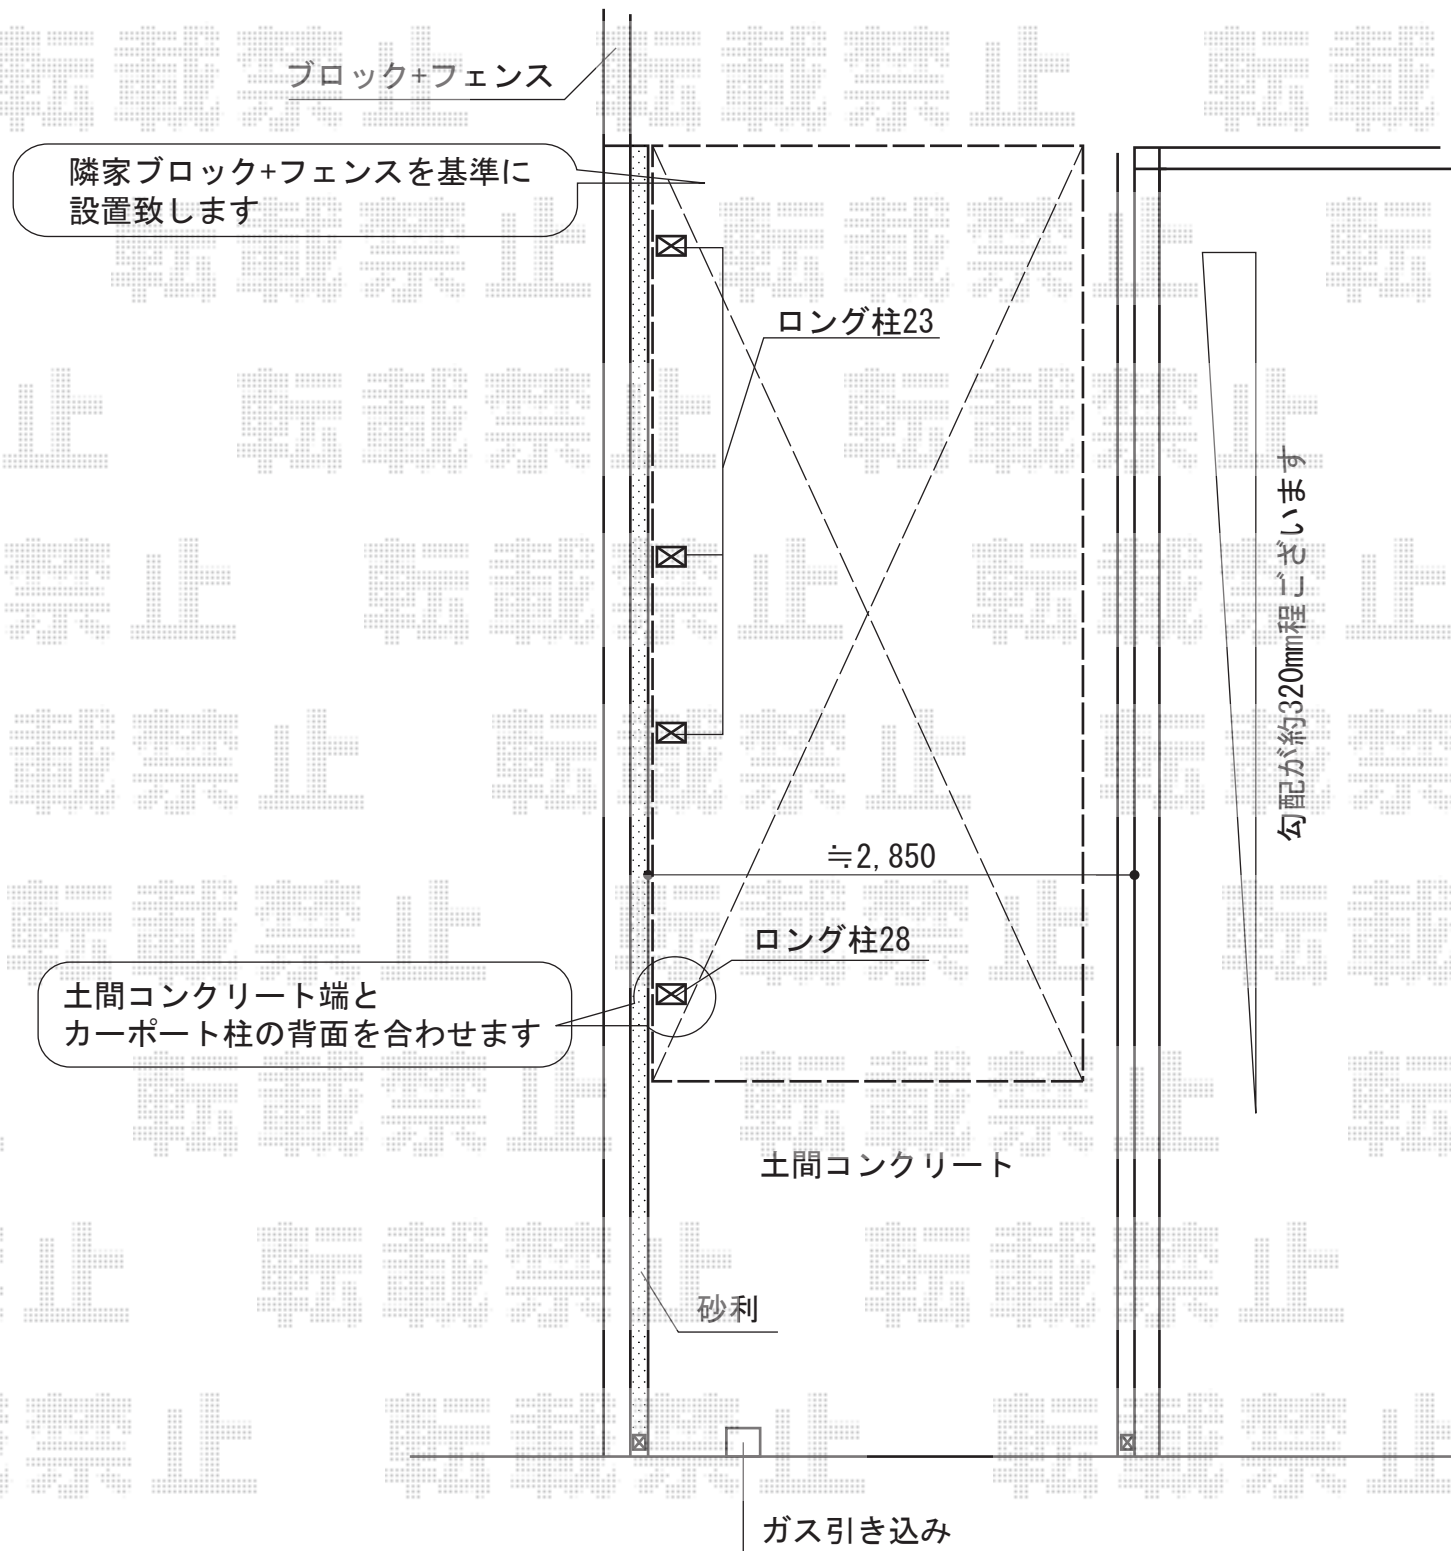 ブロック+フェンス
隣家ブロック+フェンスを基準に
設置致します
ロング柱23
勾配が約320mm程ございます
≒2,850
ロング柱28
土間コンクリート端と
カーポート柱の背面を合わせます
土間コンクリート
砂利
ガス引き込み
転載禁止